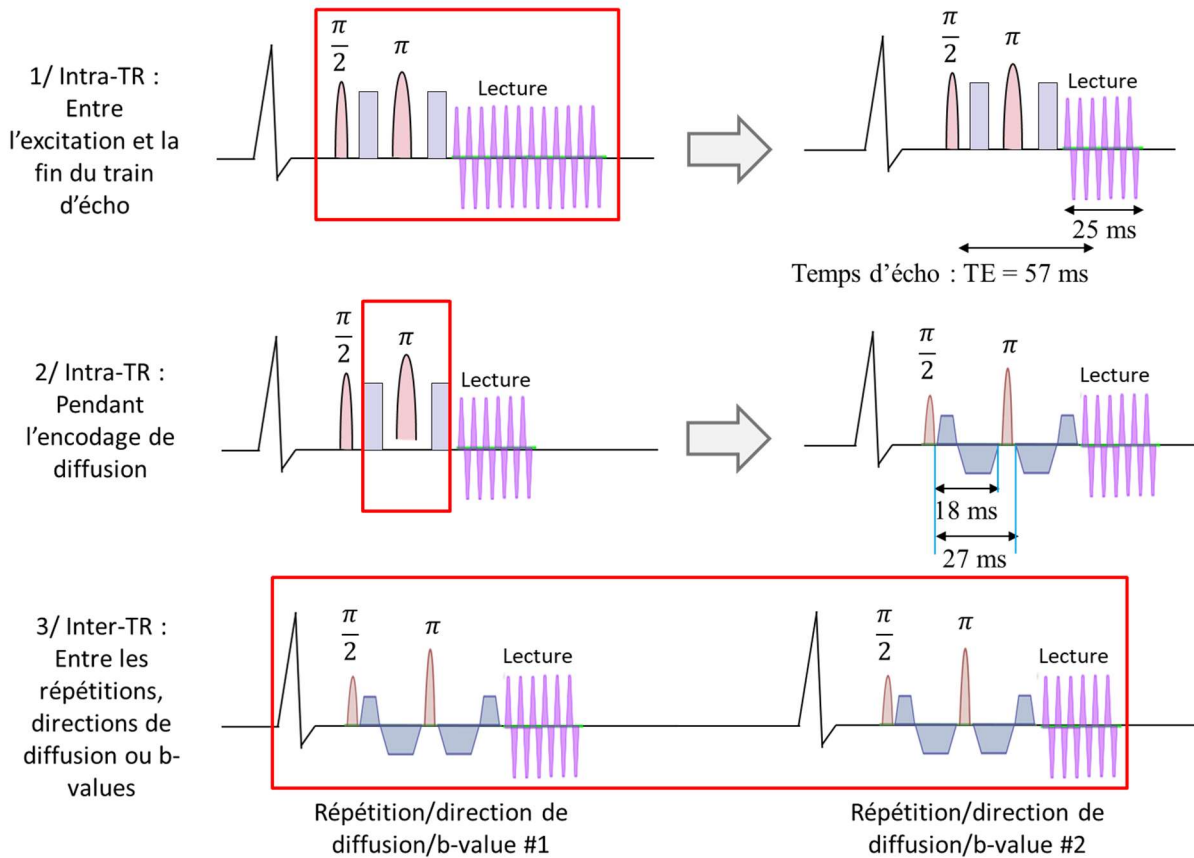 1/ Intra-TR :
Entre
l'excitation et la
fin du train
d'écho
π/2
π
Lecture
π/2
π
Lecture
25 ms
Temps d'écho : TE = 57 ms
2/ Intra-TR :
Pendant
l'encodage de
diffusion
π/2
π
Lecture
π/2
π
Lecture
18 ms
27 ms
3/ Inter-TR :
Entre les
répétitions,
directions de
diffusion ou b-
values
π/2
π
Lecture
π/2
π
Lecture
Répétition/direction de
diffusion/b-value #1
Répétition/direction de
diffusion/b-value #2